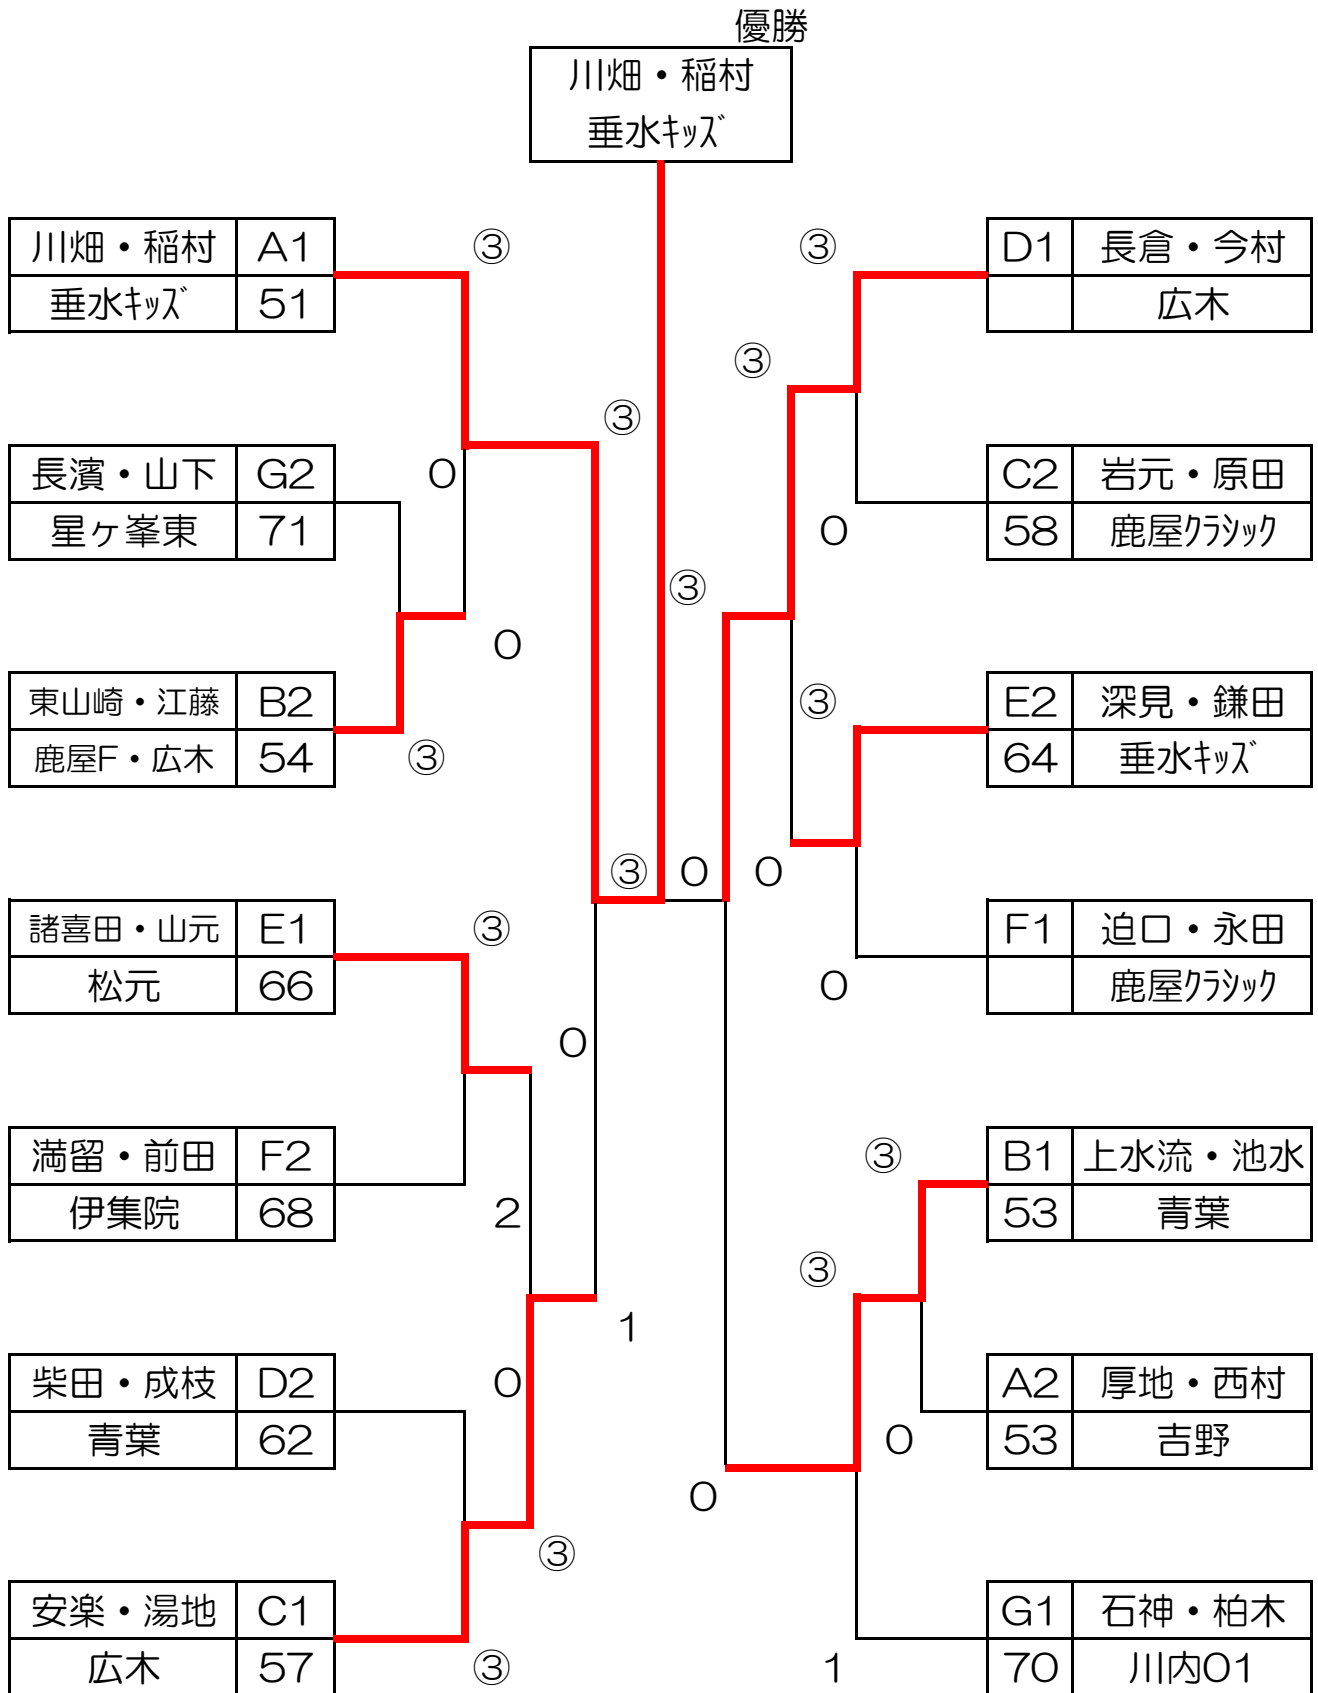 優勝
川畑・稲村
垂水キッズ
川畑・稲村 A1
垂水キッズ 51
③
③
D1 長倉・今村
広木
③
③
長濱・山下 G2
星ヶ峯東 71
0
C2 岩元・原田
58 鹿屋クラシック
0
③
0
東山崎・江藤 B2
鹿屋F・広木 54
③
③
E2 深見・鎌田
64 垂水キッズ
③
0
0
諸喜田・山元 E1
松元 66
③
F1 迫口・永田
鹿屋クラシック
0
0
満留・前田 F2
伊集院 68
2
③
B1 上水流・池水
53 青葉
③
1
柴田・成枝 D2
青葉 62
0
A2 厚地・西村
53 吉野
0
0
③
安楽・湯地 C1
広木 57
③
1
G1 石神・柏木
70 川内01